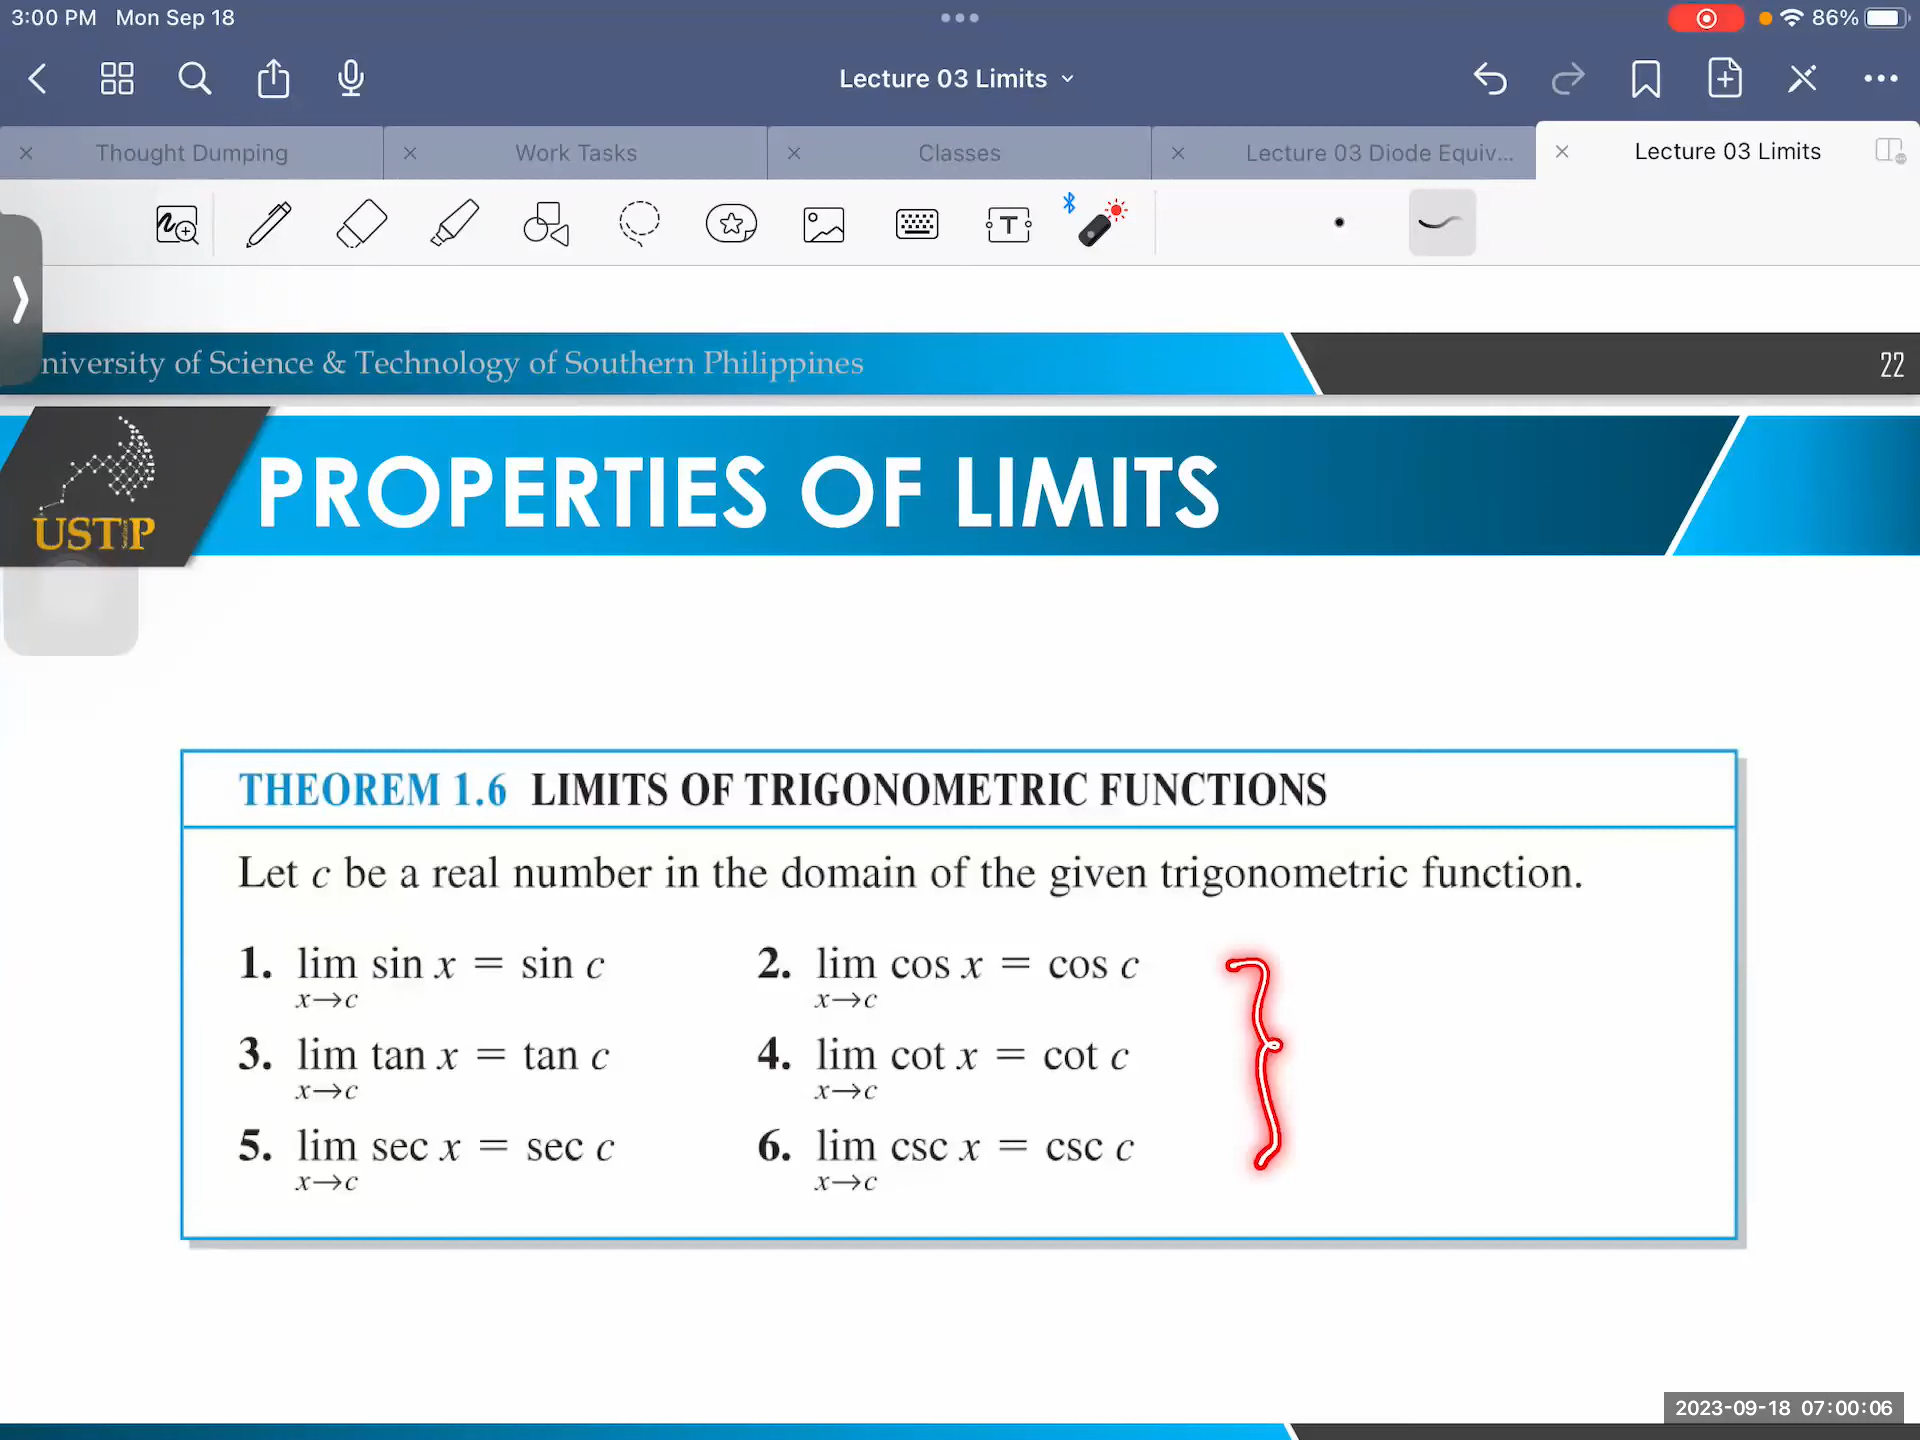 3:00 PM Mon Sep 18
86%
Lecture 03 Limits
Thought Dumping
Work Tasks
Classes
Lecture 03 Diode Equiv...
Lecture 03 Limits
T
niversity of Science & Technology of Southern Philippines
22
USTP
PROPERTIES OF LIMITS
THEOREM 1.6 LIMITS OF TRIGONOMETRIC FUNCTIONS
Let c be a real number in the domain of the given trigonometric function.
1. lim x→c sin x = sin c
2. lim x→c cos x = cos c
3. lim x→c tan x = tan c
4. lim x→c cot x = cot c
5. lim x→c sec x = sec c
6. lim x→c csc x = csc c
2023-09-18 07:00:06